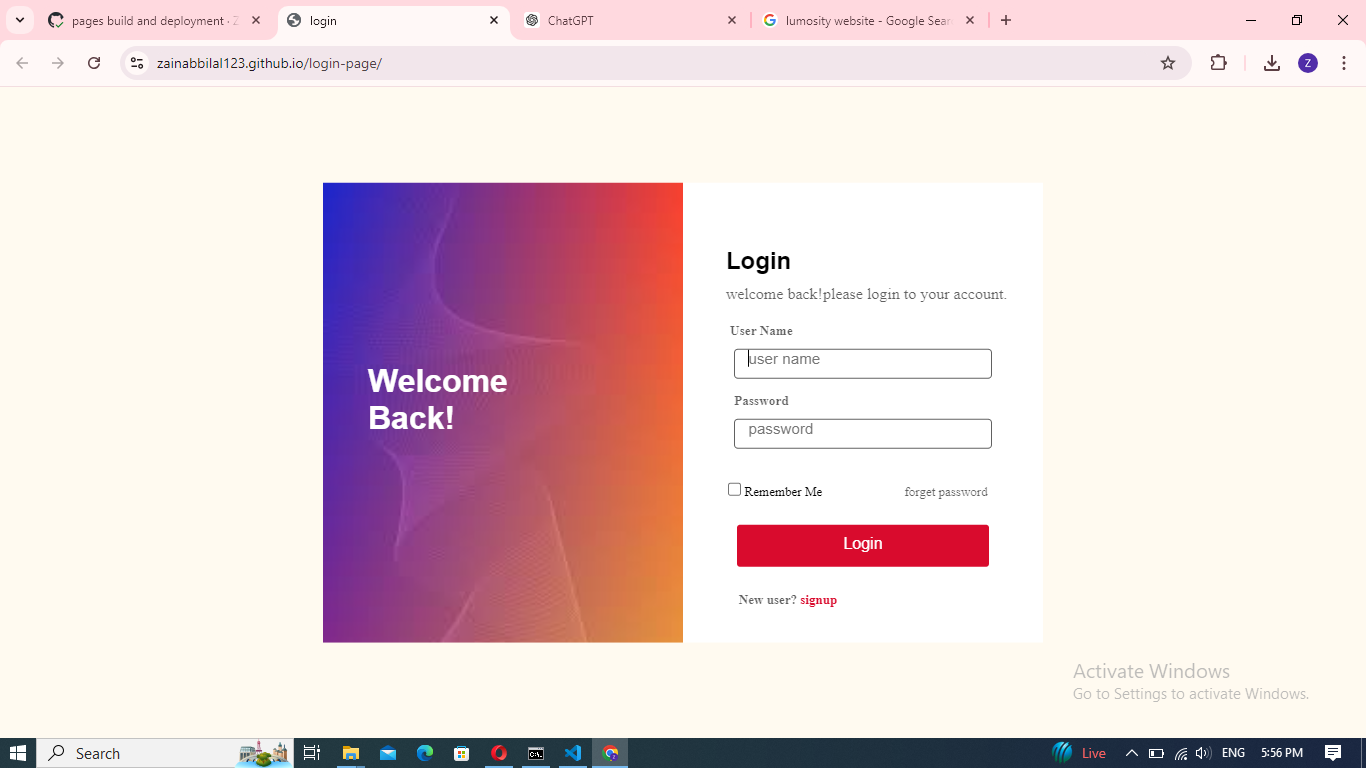 pages build and deployment · Z
login
ChatGPT
lumosity website - Google Sear
zainabbilal123.github.io/login-page/
Z
Welcome
Back!
Login
welcome back!please login to your account.
User Name
user name
Password
password
Remember Me
forget password
Login
New user? signup
Activate Windows
Go to Settings to activate Windows.
Search
Live
ENG
5:56 PM